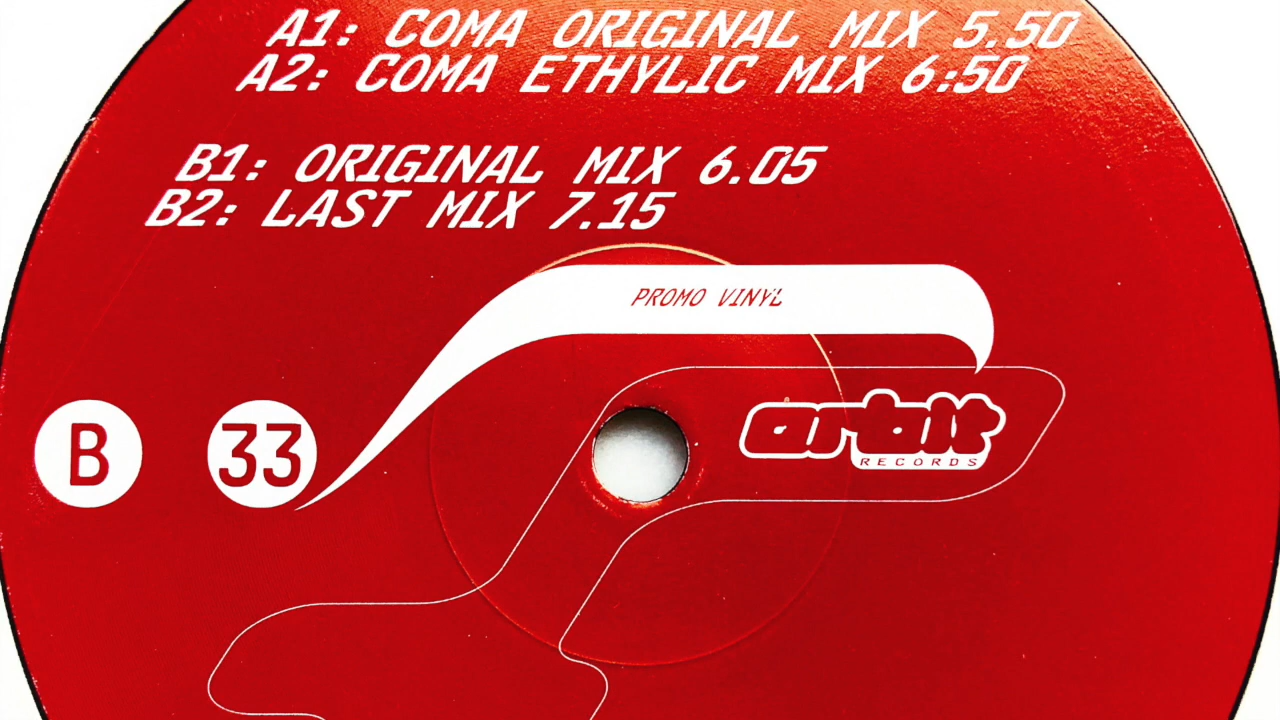 A1: COMA ORIGINAL MIX 5.50
A2: COMA ETHYLIC MIX 6:50
B1: ORIGINAL MIX 6.05
B2: LAST MIX 7.15
PROMO VINYL
B
33
orbit
RECORDS